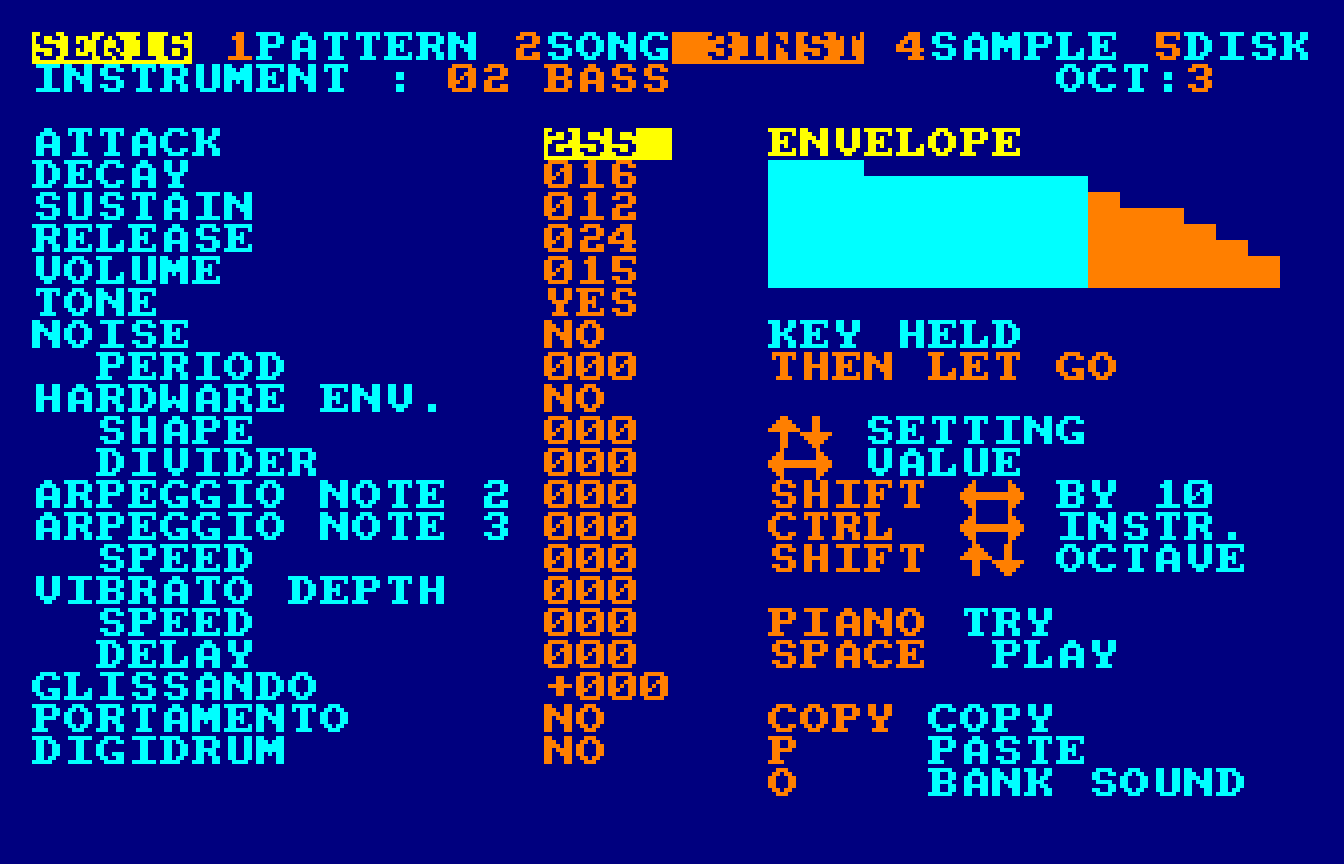 SEQ16 1PATTERN 2SONG 3INST 4SAMPLE 5DISK
INSTRUMENT : 02 BASS OCT:3
ATTACK 255 ENVELOPE
DECAY 016
SUSTAIN 012
RELEASE 024
VOLUME 015
TONE YES
NOISE NO KEY HELD
PERIOD 000 THEN LET GO
HARDWARE ENV. NO
SHAPE 000 ↑↓ SETTING
DIVIDER 000 ↔ VALUE
ARPEGGIO NOTE 2 000 SHIFT ↔ BY 10
ARPEGGIO NOTE 3 000 CTRL ↔ INSTR.
SPEED 000 SHIFT ↑↓ OCTAVE
VIBRATO DEPTH 000
SPEED 000 PIANO TRY
DELAY 000 SPACE PLAY
GLISSANDO +000
PORTAMENTO NO COPY COPY
DIGIDRUM NO P PASTE
O BANK SOUND